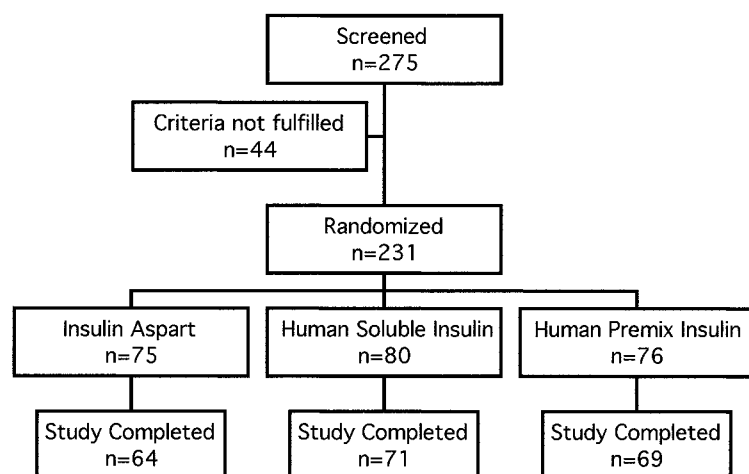 Screened
n=275
Criteria not fulfilled
n=44
Randomized
n=231
Insulin Aspart
n=75
Human Soluble Insulin
n=80
Human Premix Insulin
n=76
Study Completed
n=64
Study Completed
n=71
Study Completed
n=69